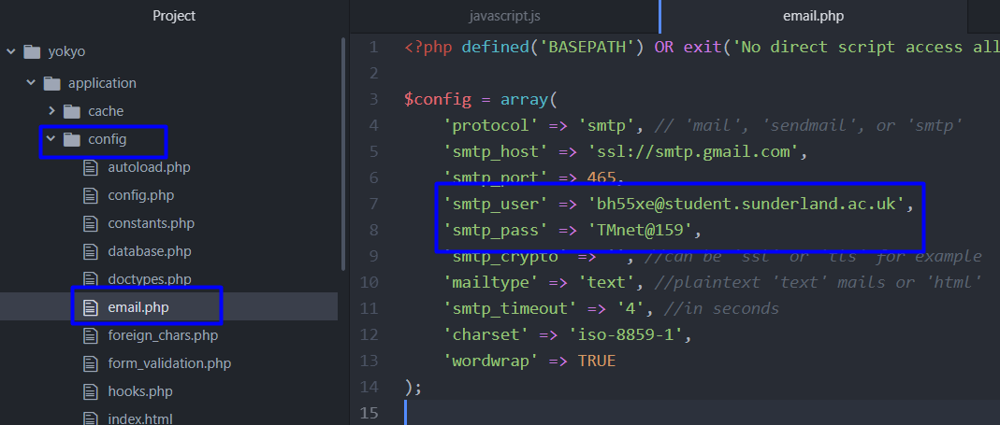 Project
yokyo
application
cache
config
autoload.php
config.php
constants.php
database.php
doctypes.php
email.php
foreign_chars.php
form_validation.php
hooks.php
index.html
javascript.js
email.php
1 <?php defined('BASEPATH') OR exit('No direct script access all
2
3 $config = array(
4 'protocol' => 'smtp', // 'mail', 'sendmail', or 'smtp'
5 'smtp_host' => 'ssl://smtp.gmail.com',
6 'smtp_port' => 465,
7 'smtp_user' => 'bh55xe@student.sunderland.ac.uk',
8 'smtp_pass' => 'TMnet@159',
9 'smtp_crypto' => '', //can be 'ssl' or 'tls' for example
10 'mailtype' => 'text', //plaintext 'text' mails or 'html'
11 'smtp_timeout' => '4', //in seconds
12 'charset' => 'iso-8859-1',
13 'wordwrap' => TRUE
14 );
15